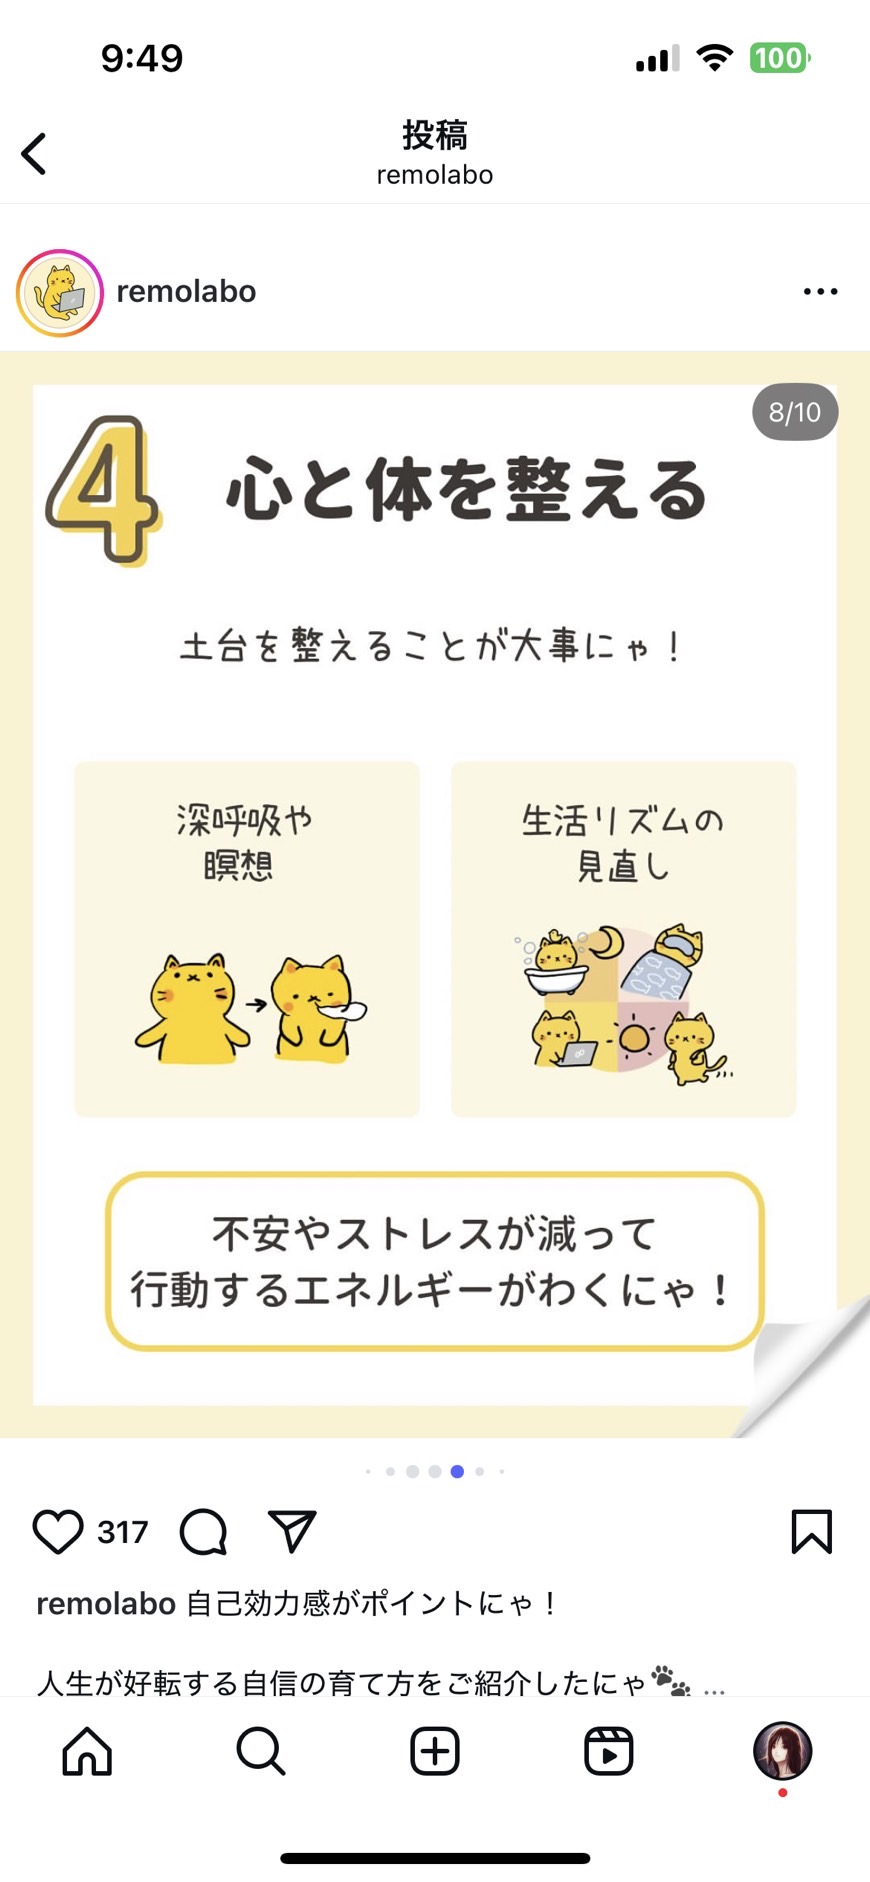 9:49
100
投稿
remolabo
remolabo
8/10
4 心と体を整える
土台を整えることが大事にゃ！
深呼吸や
瞑想
生活リズムの
見直し
不安やストレスが減って
行動するエネルギーがわくにゃ！
317
remolabo 自己効力感がポイントにゃ！
人生が好転する自信の育て方をご紹介したにゃ🐾 ...